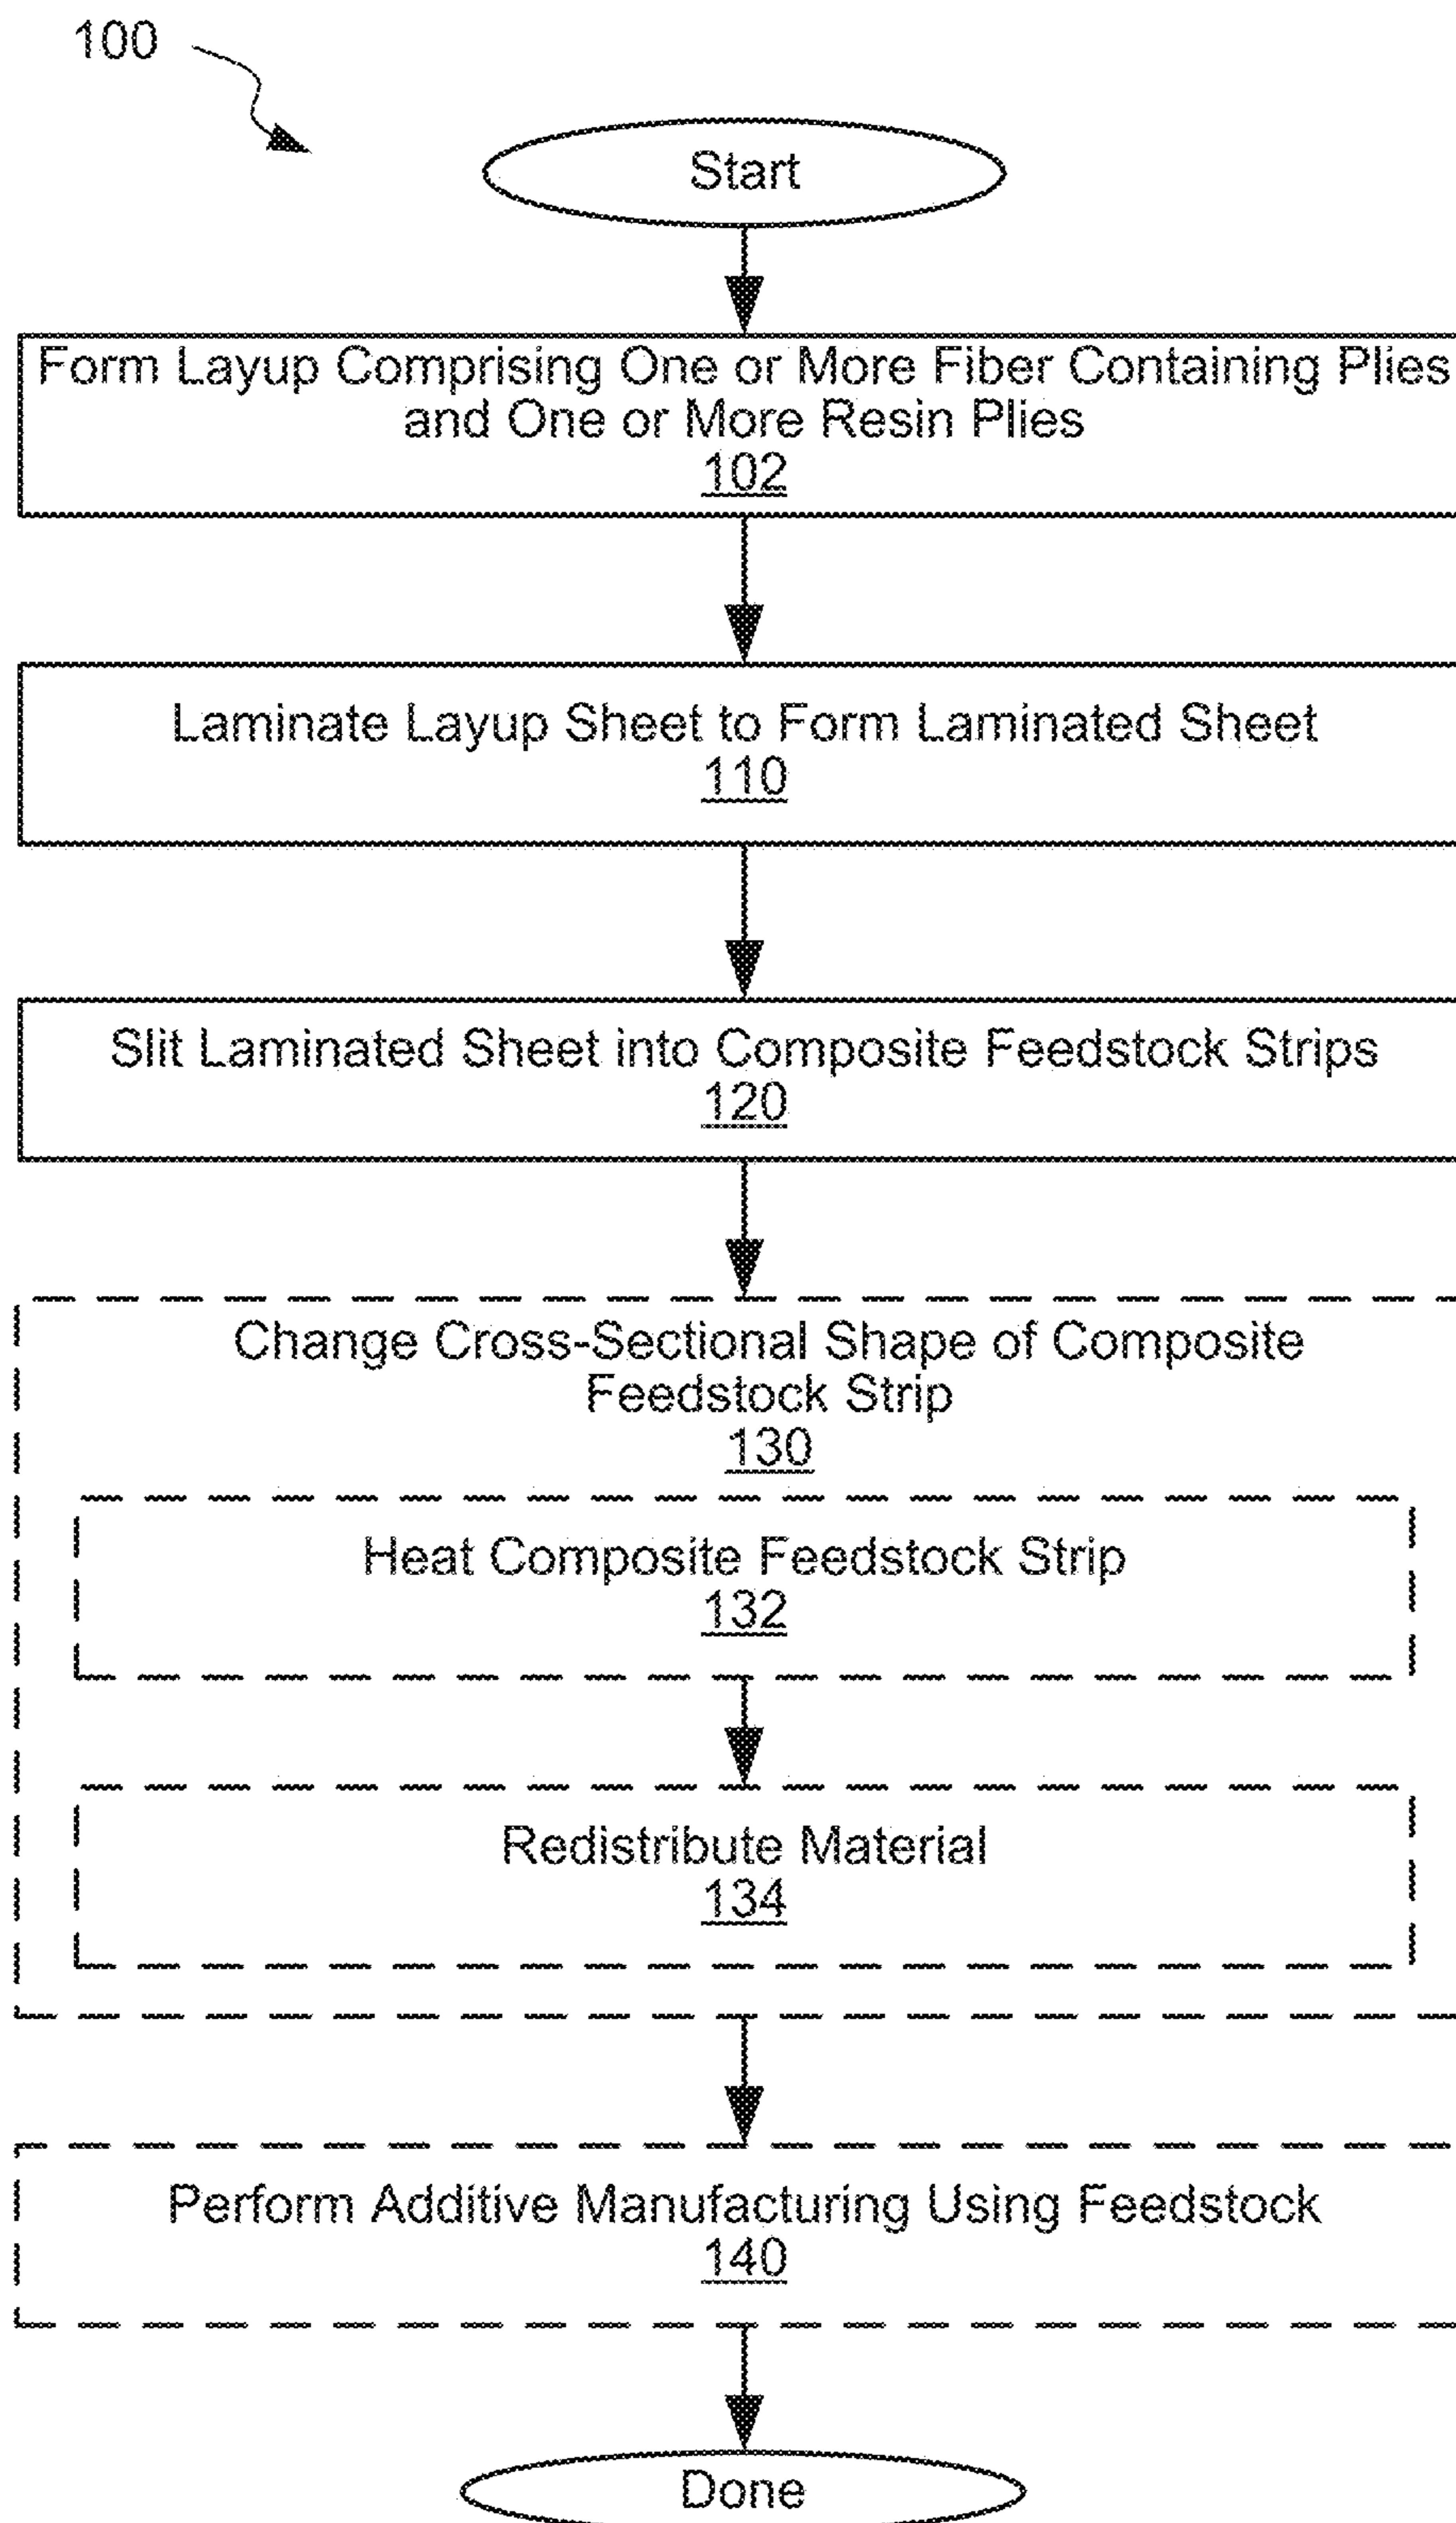 100
Start
Form Layup Comprising One or More Fiber Containing Plies
and One or More Resin Plies
102
Laminate Layup Sheet to Form Laminated Sheet
110
Slit Laminated Sheet into Composite Feedstock Strips
120
Change Cross-Sectional Shape of Composite
Feedstock Strip
130
Heat Composite Feedstock Strip
132
Redistribute Material
134
Perform Additive Manufacturing Using Feedstock
140
Done